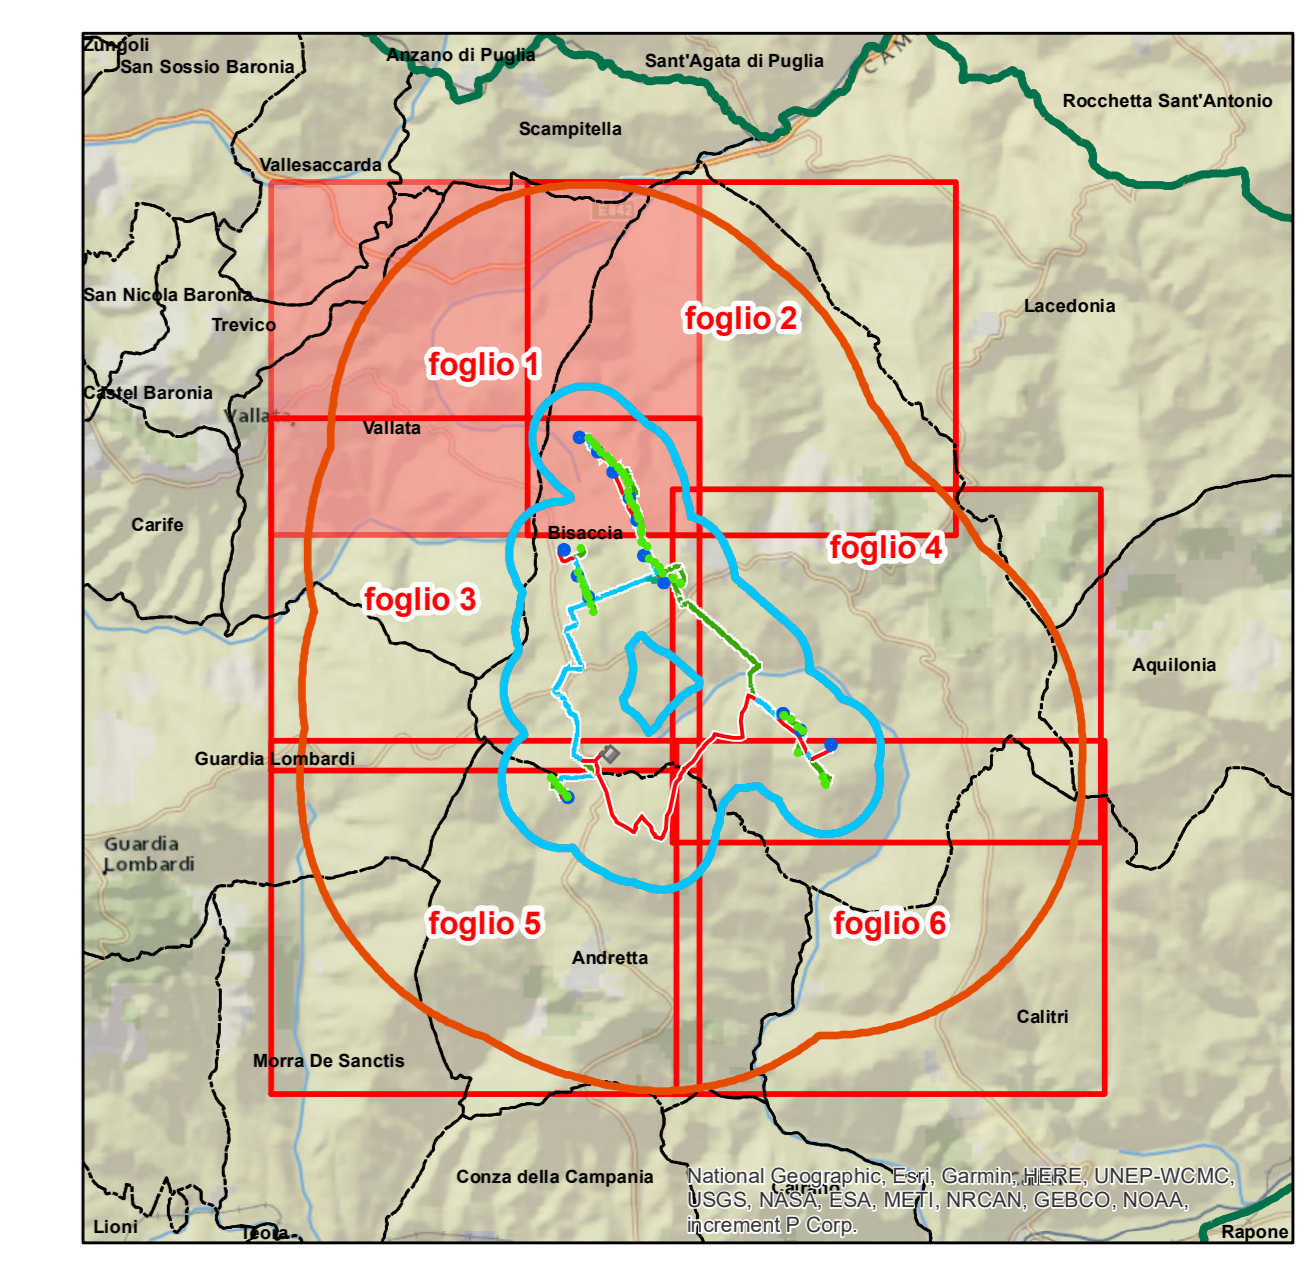 Zungoli
San Sossio Baronia
Anzano di Puglia
Sant'Agata di Puglia
CAM
Rocchetta Sant'Antonio
Scampitella
Vallesaccarda
E842
San Nicola Baronia
Trevico
Lacedonia
foglio 2
foglio 1
Castel Baronia
Vallata
Vallata
Carife
Bisaccia
foglio 4
foglio 3
Aquilonia
Guardia Lombardi
Guardia
Lombardi
foglio 5
foglio 6
Andretta
Calitri
Morra De Sanctis
Conza della Campania
National Geographic, Esri, Garmin, HERE, UNEP-WCMC,
USGS, NASA, ESA, METI, NRCAN, GEBCO, NOAA,
increment P Corp.
Cairano
Lioni
Teora
Rapone